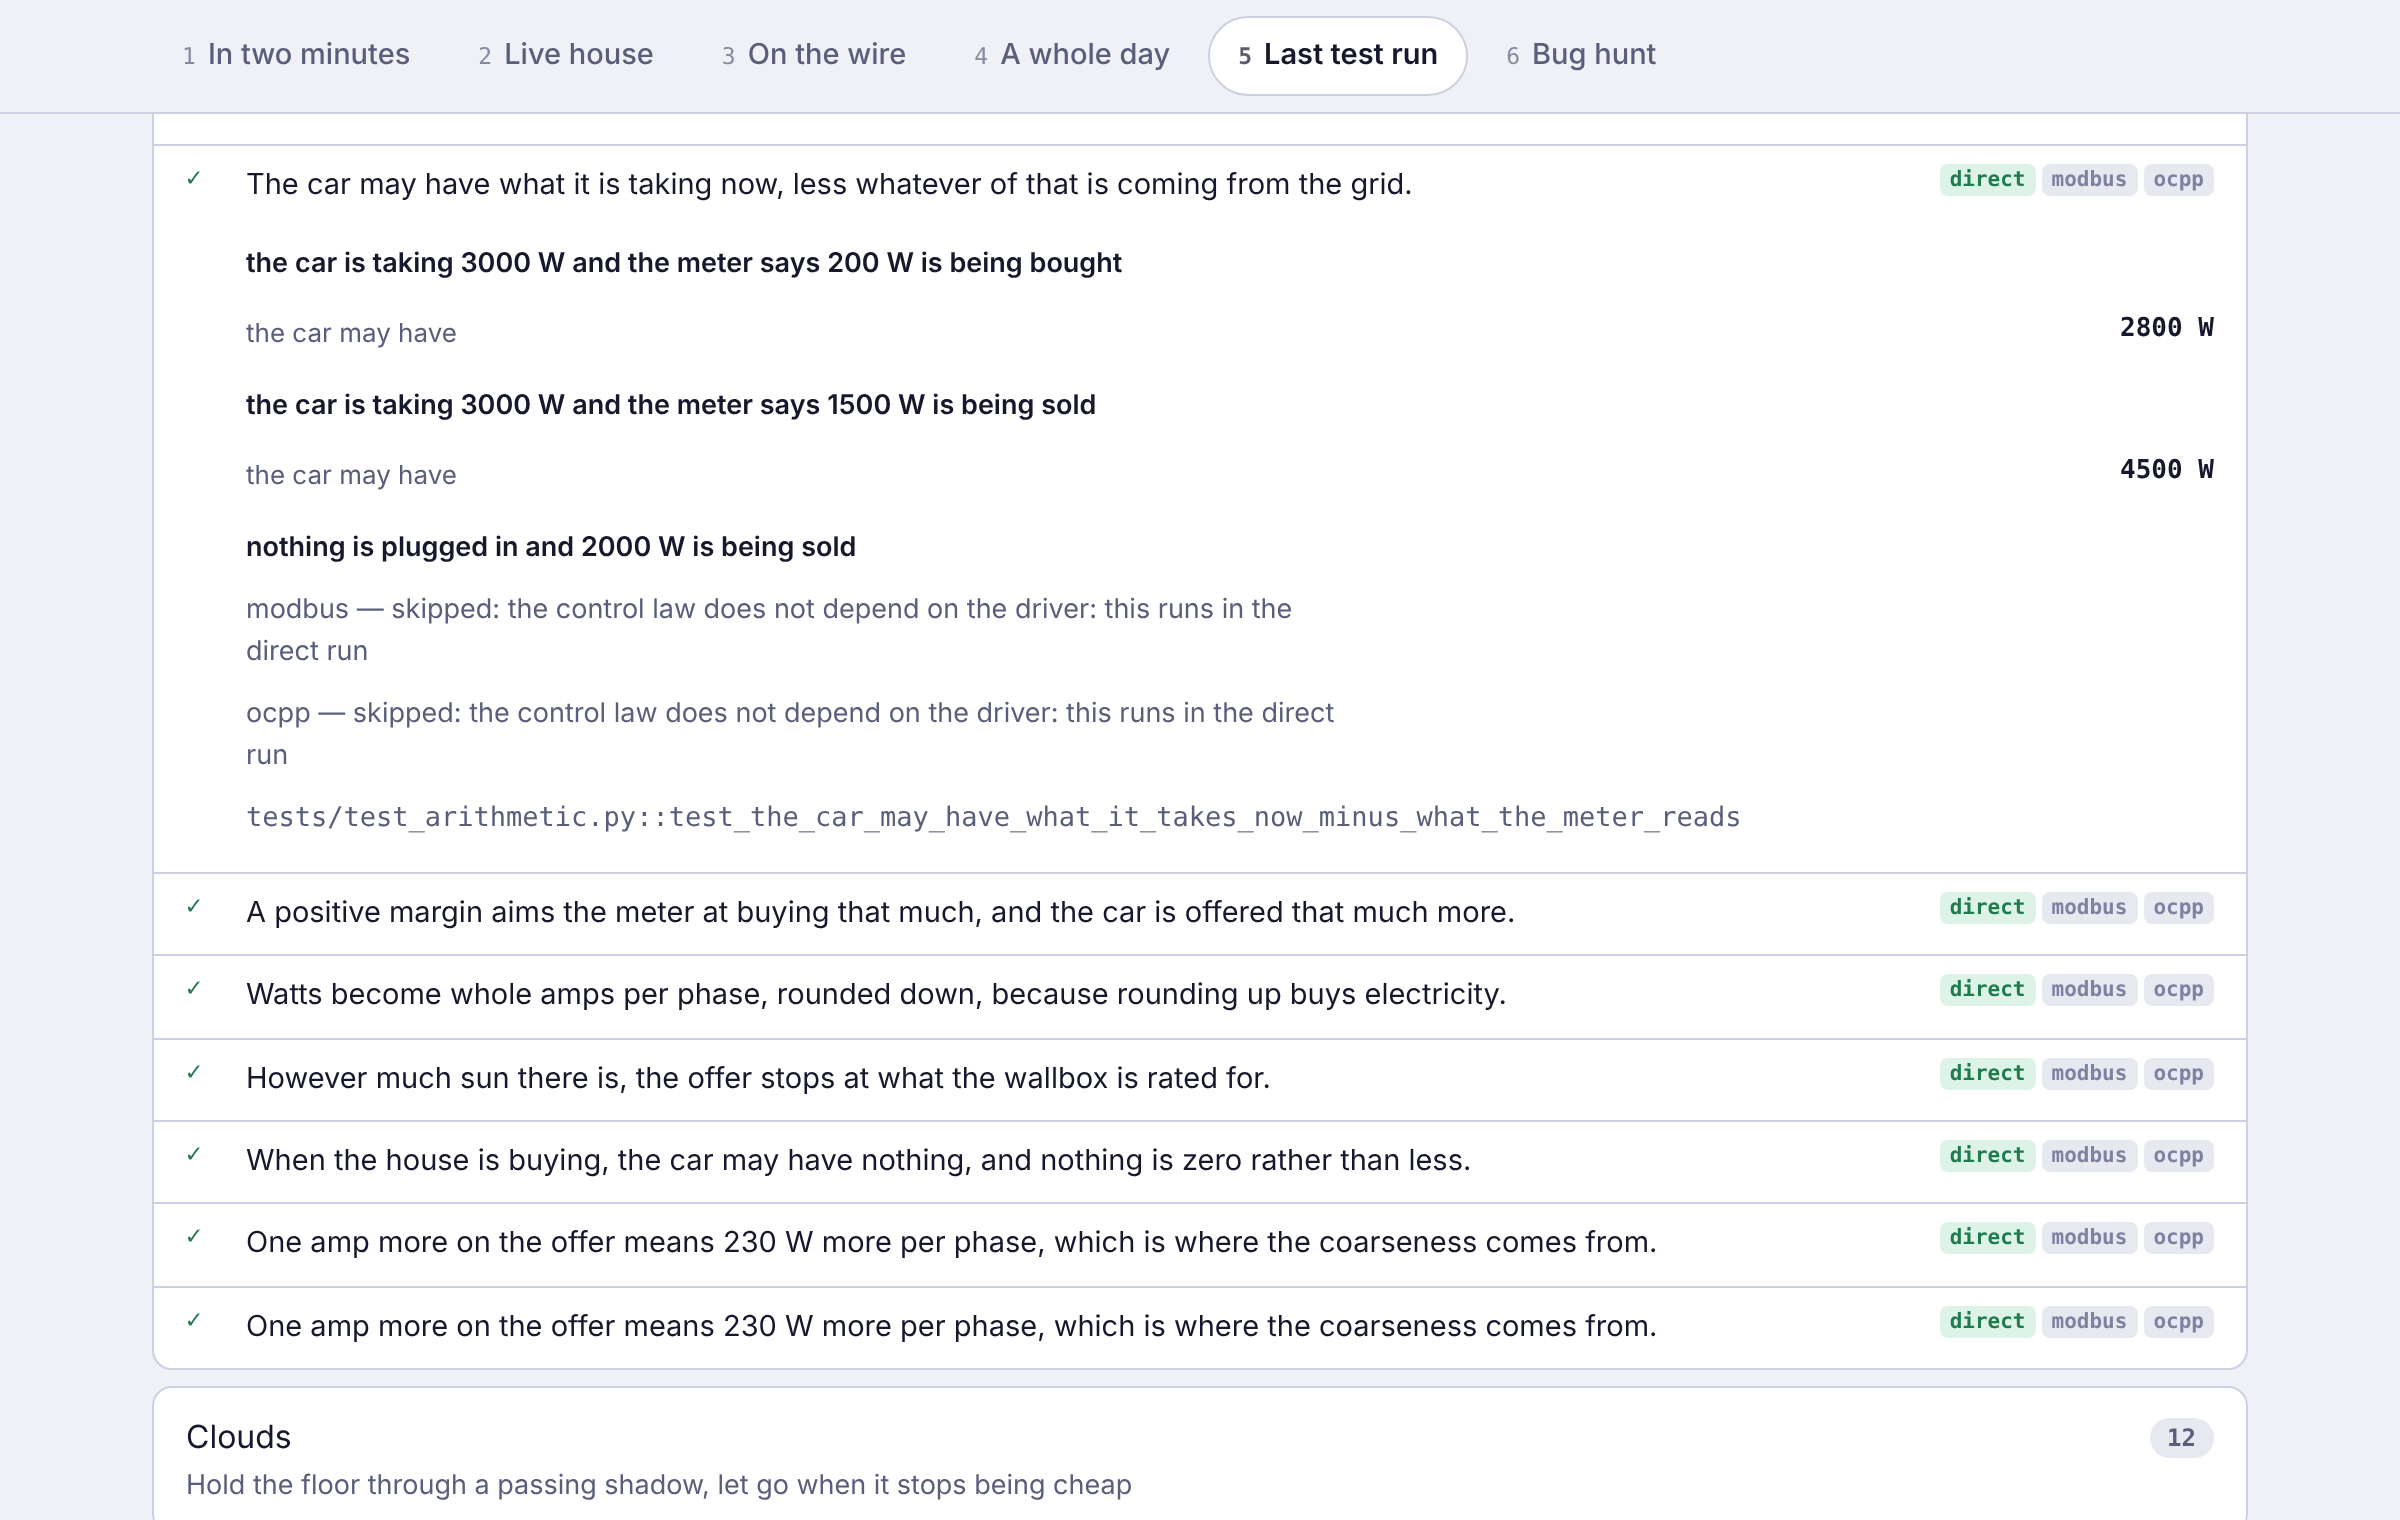 1 In two minutes 2 Live house 3 On the wire 4 A whole day 5 Last test run 6 Bug hunt
✓ The car may have what it is taking now, less whatever of that is coming from the grid. direct modbus ocpp
the car is taking 3000 W and the meter says 200 W is being bought
the car may have 2800 W
the car is taking 3000 W and the meter says 1500 W is being sold
the car may have 4500 W
nothing is plugged in and 2000 W is being sold
modbus — skipped: the control law does not depend on the driver: this runs in the
direct run
ocpp — skipped: the control law does not depend on the driver: this runs in the direct
run
tests/test_arithmetic.py::test_the_car_may_have_what_it_takes_now_minus_what_the_meter_reads
✓ A positive margin aims the meter at buying that much, and the car is offered that much more. direct modbus ocpp
✓ Watts become whole amps per phase, rounded down, because rounding up buys electricity. direct modbus ocpp
✓ However much sun there is, the offer stops at what the wallbox is rated for. direct modbus ocpp
✓ When the house is buying, the car may have nothing, and nothing is zero rather than less. direct modbus ocpp
✓ One amp more on the offer means 230 W more per phase, which is where the coarseness comes from. direct modbus ocpp
✓ One amp more on the offer means 230 W more per phase, which is where the coarseness comes from. direct modbus ocpp
Clouds 12
Hold the floor through a passing shadow, let go when it stops being cheap